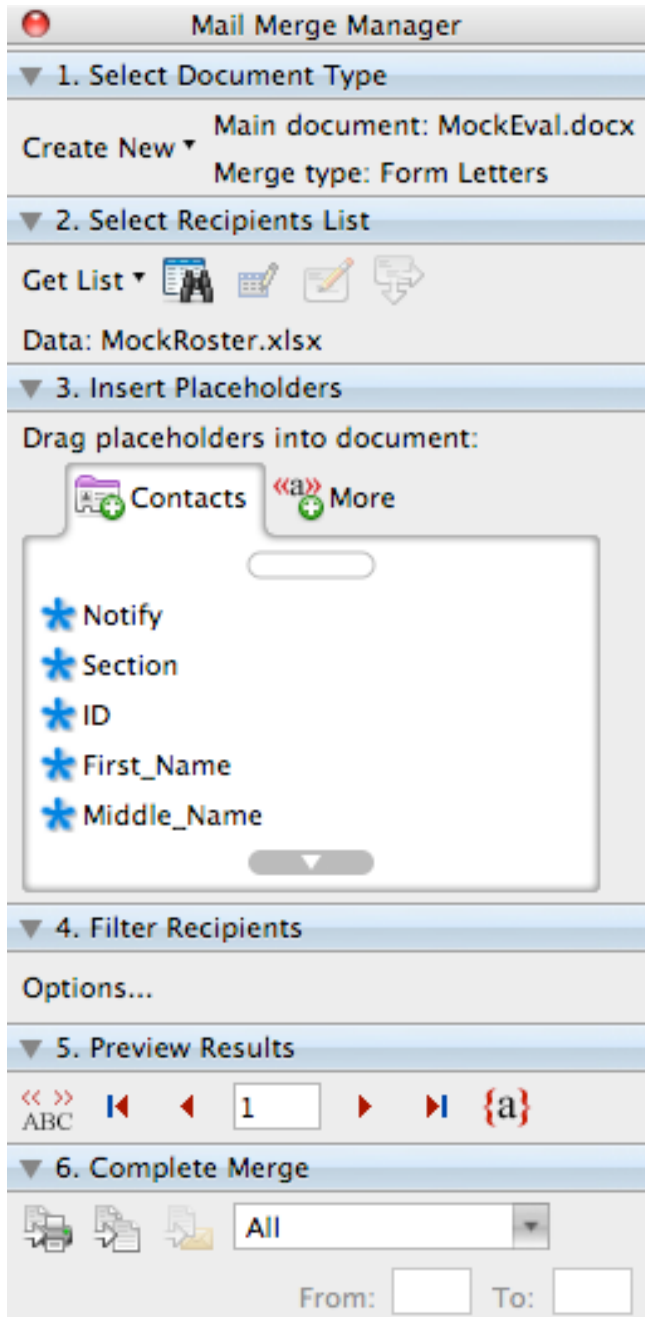 Mail Merge Manager
1. Select Document Type
Create New
Main document: MockEval.docx
Merge type: Form Letters
2. Select Recipients List
Get List
Data: MockRoster.xlsx
3. Insert Placeholders
Drag placeholders into document:
Contacts «a» More
Notify
Section
ID
First_Name
Middle_Name
4. Filter Recipients
Options...
5. Preview Results
« »
ABC 1 {a}
6. Complete Merge
All
From: To: